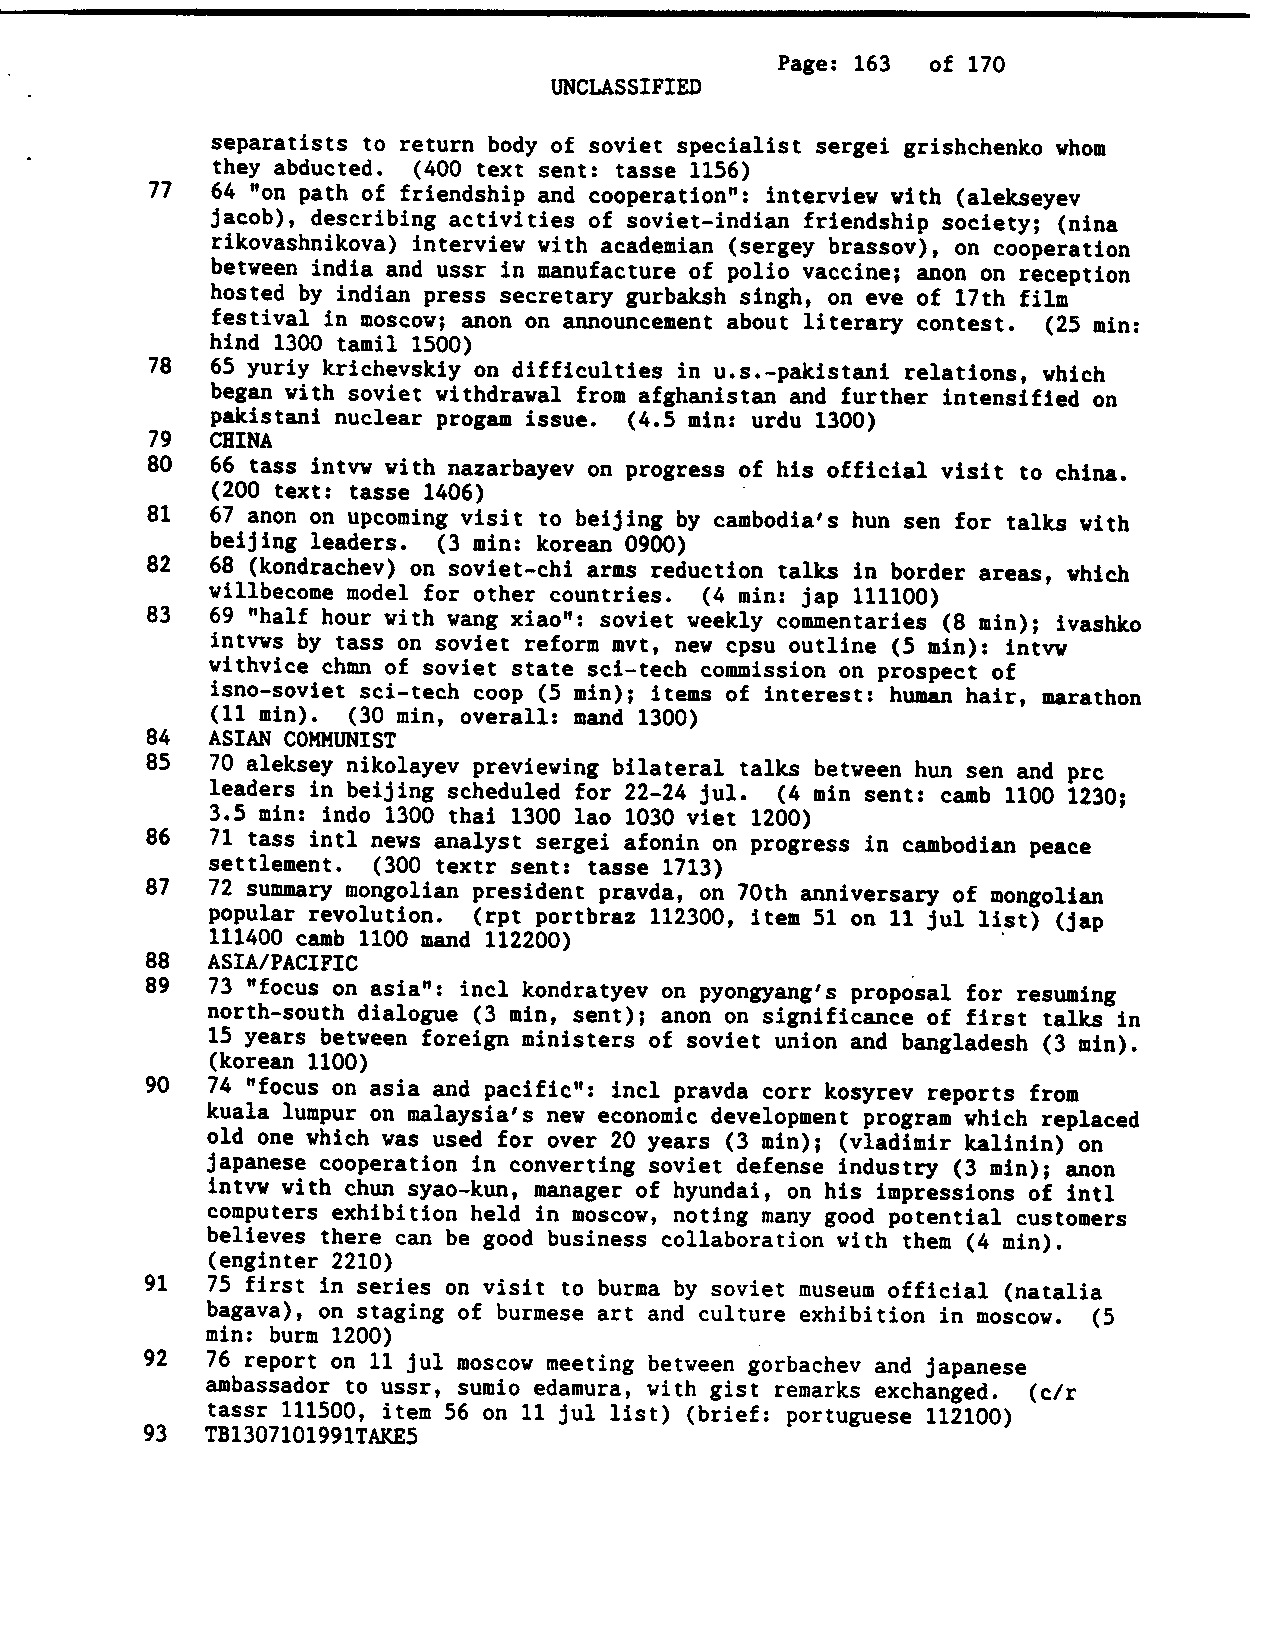 Page: 163 of 170
UNCLASSIFIED
separatists to return body of soviet specialist sergei grishchenko whom
they abducted. (400 text sent: tasse 1156)
77 64 "on path of friendship and cooperation": interview with (alekseyev
jacob), describing activities of soviet-indian friendship society; (nina
rikovashnikova) interview with academian (sergey brassov), on cooperation
between india and ussr in manufacture of polio vaccine; anon on reception
hosted by indian press secretary gurbaksh singh, on eve of 17th film
festival in moscow; anon on announcement about literary contest. (25 min:
hind 1300 tamil 1500)
78 65 yuriy krichevskiy on difficulties in u.s.-pakistani relations, which
began with soviet withdrawal from afghanistan and further intensified on
pakistani nuclear progam issue. (4.5 min: urdu 1300)
79 CHINA
80 66 tass intvw with nazarbayev on progress of his official visit to china.
(200 text: tasse 1406)
81 67 anon on upcoming visit to beijing by cambodia's hun sen for talks with
beijing leaders. (3 min: korean 0900)
82 68 (kondrachev) on soviet-chi arms reduction talks in border areas, which
willbecome model for other countries. (4 min: jap 111100)
83 69 "half hour with wang xiao": soviet weekly commentaries (8 min); ivashko
intvws by tass on soviet reform mvt, new cpsu outline (5 min): intvw
withvice chmn of soviet state sci-tech commission on prospect of
isno-soviet sci-tech coop (5 min); items of interest: human hair, marathon
(11 min). (30 min, overall: mand 1300)
84 ASIAN COMMUNIST
85 70 aleksey nikolayev previewing bilateral talks between hun sen and prc
leaders in beijing scheduled for 22-24 jul. (4 min sent: camb 1100 1230;
3.5 min: indo 1300 thai 1300 lao 1030 viet 1200)
86 71 tass intl news analyst sergei afonin on progress in cambodian peace
settlement. (300 textr sent: tasse 1713)
87 72 summary mongolian president pravda, on 70th anniversary of mongolian
popular revolution. (rpt portbraz 112300, item 51 on 11 jul list) (jap
111400 camb 1100 mand 112200)
88 ASIA/PACIFIC
89 73 "focus on asia": incl kondratyev on pyongyang's proposal for resuming
north-south dialogue (3 min, sent); anon on significance of first talks in
15 years between foreign ministers of soviet union and bangladesh (3 min).
(korean 1100)
90 74 "focus on asia and pacific": incl pravda corr kosyrev reports from
kuala lumpur on malaysia's new economic development program which replaced
old one which was used for over 20 years (3 min); (vladimir kalinin) on
japanese cooperation in converting soviet defense industry (3 min); anon
intvw with chun syao-kun, manager of hyundai, on his impressions of intl
computers exhibition held in moscow, noting many good potential customers
believes there can be good business collaboration with them (4 min).
(enginter 2210)
91 75 first in series on visit to burma by soviet museum official (natalia
bagava), on staging of burmese art and culture exhibition in moscow. (5
min: burm 1200)
92 76 report on 11 jul moscow meeting between gorbachev and japanese
ambassador to ussr, sumio edamura, with gist remarks exchanged. (c/r
tassr 111500, item 56 on 11 jul list) (brief: portuguese 112100)
93 TB1307101991TAKE5